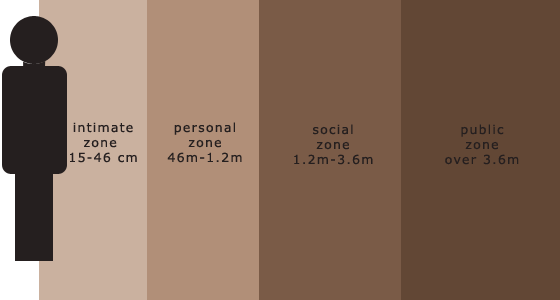 intimate
zone
15-46 cm
personal
zone
46m-1.2m
social
zone
1.2m-3.6m
public
zone
over 3.6m